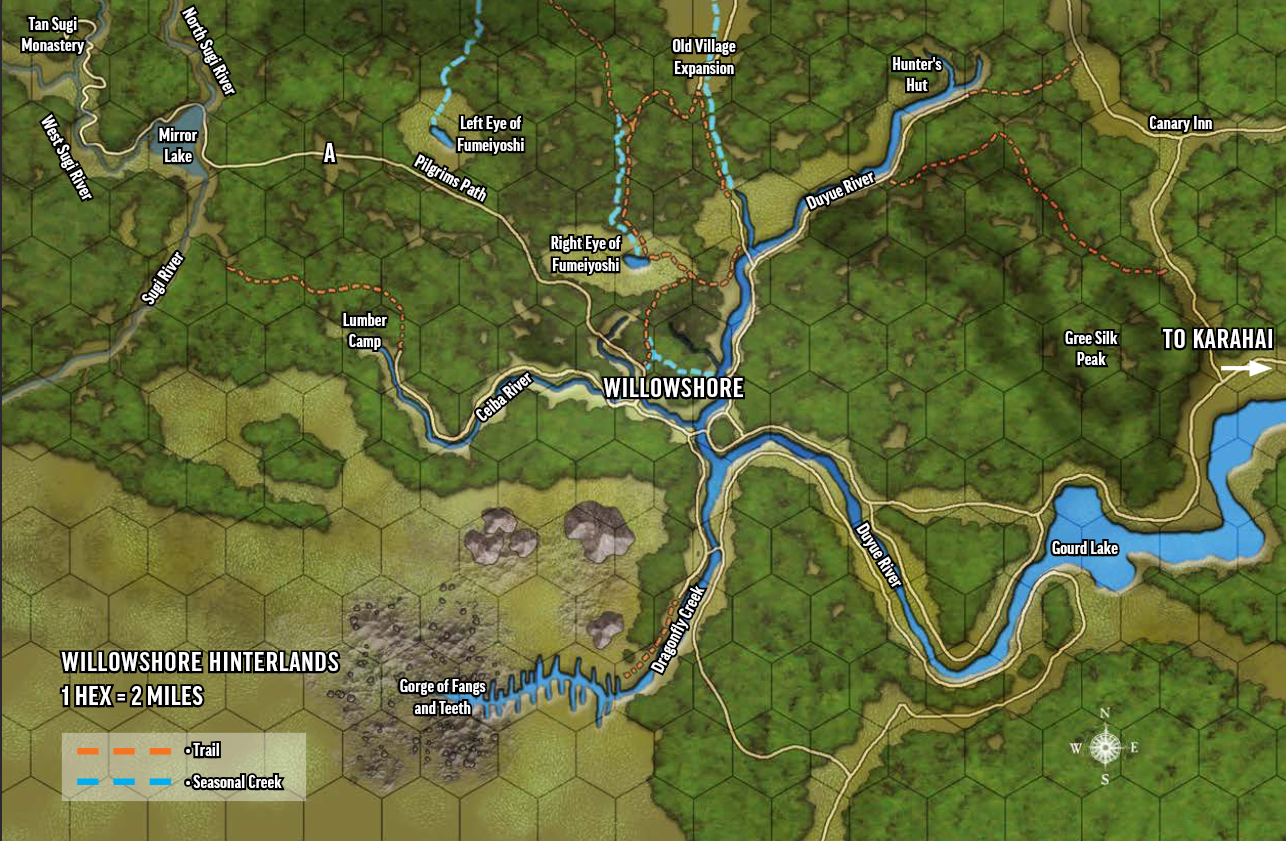 Tan Sugi
Monastery
North Sugi River
Old Village
Expansion
Hunter's
Hut
Left Eye of
Fumeiyoshi
Canary Inn
West Sugi River
Mirror
Lake
A
Pilgrims Path
Duyue River
Right Eye of
Fumeiyoshi
Sugi River
Lumber
Camp
Gree Silk
Peak
TO KARAHAI
Ceiba River
WILLOWSHORE
Duyue River
Gourd Lake
Dragonfly Creek
WILLOWSHORE HINTERLANDS
1 HEX = 2 MILES
Gorge of Fangs
and Teeth
• Trail
• Seasonal Creek
N
W E
S